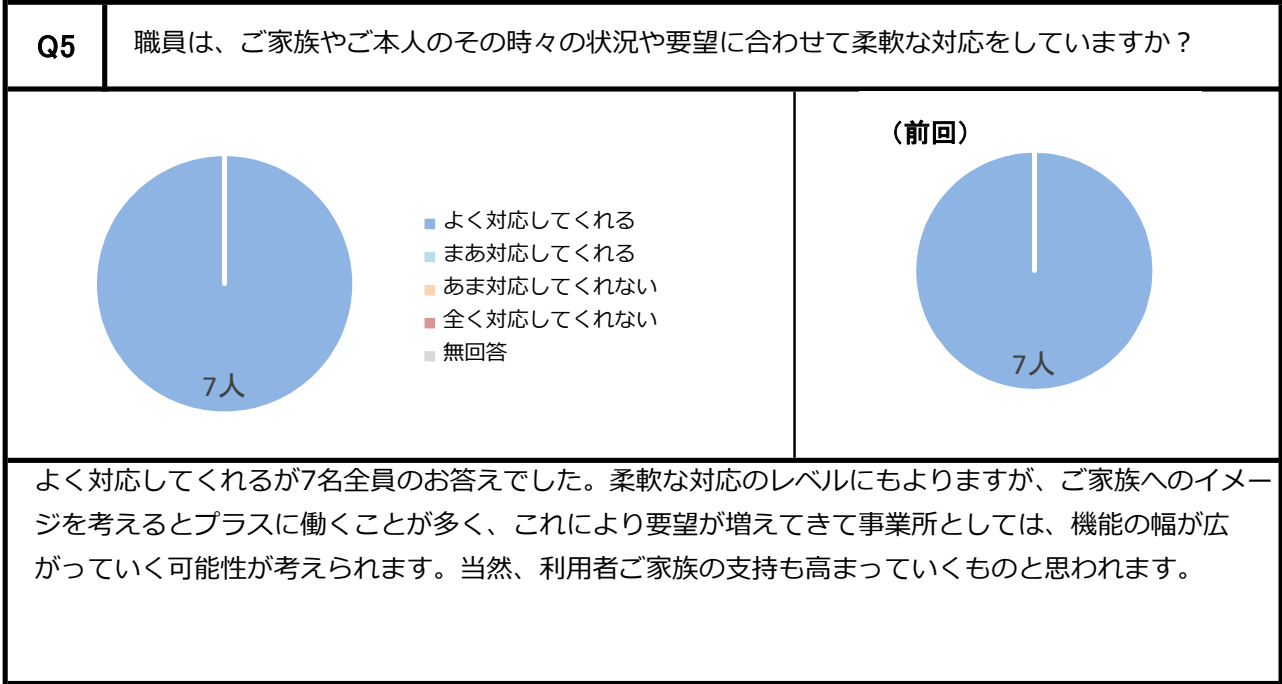 Q5
職員は、ご家族やご本人のその時々の状況や要望に合わせて柔軟な対応をしていますか？
7人
よく対応してくれる
まあ対応してくれる
あま対応してくれない
全く対応してくれない
無回答
（前回）
7人
よく対応してくれるが7名全員のお答えでした。柔軟な対応のレベルにもよりますが、ご家族へのイメー
ジを考えるとプラスに働くことが多く、これにより要望が増えてきて事業所としては、機能の幅が広
がっていく可能性が考えられます。当然、利用者ご家族の支持も高まっていくものと思われます。